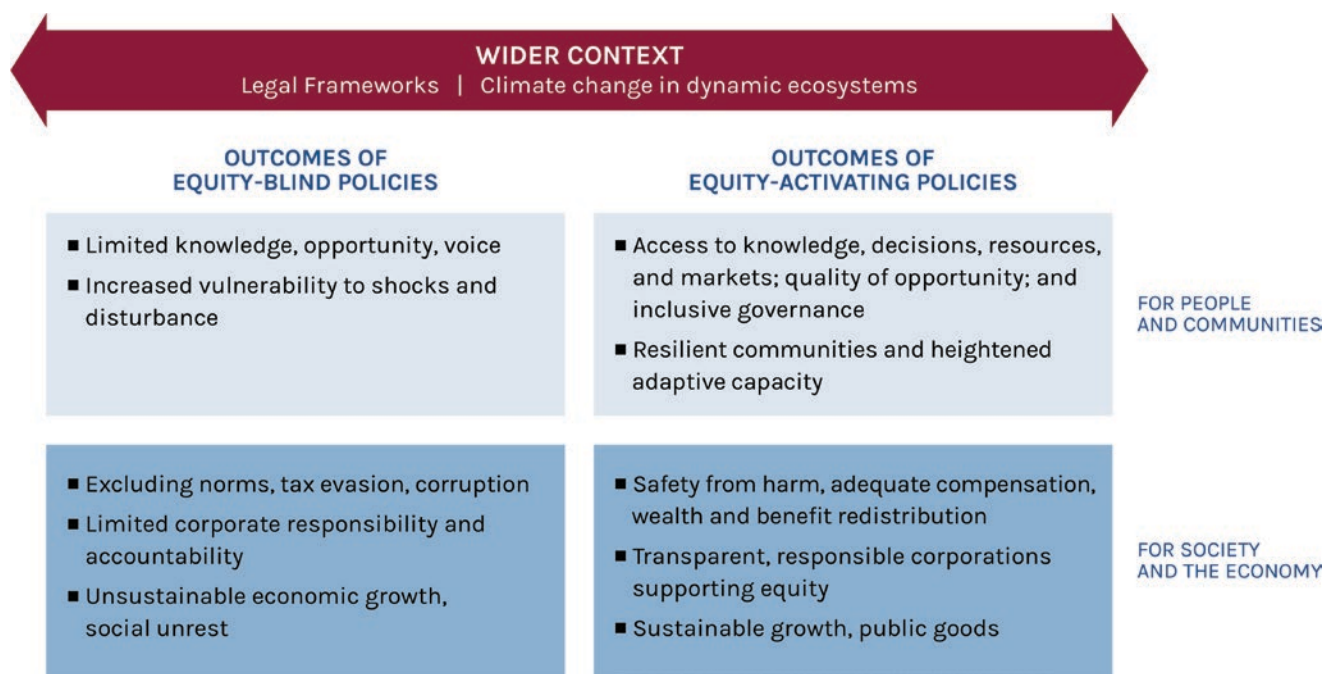 WIDER CONTEXT
Legal Frameworks | Climate change in dynamic ecosystems
OUTCOMES OF
EQUITY-BLIND POLICIES
OUTCOMES OF
EQUITY-ACTIVATING POLICIES
■ Limited knowledge, opportunity, voice
■ Increased vulnerability to shocks and
disturbance
■ Access to knowledge, decisions, resources,
and markets; quality of opportunity; and
inclusive governance
■ Resilient communities and heightened
adaptive capacity
FOR PEOPLE
AND COMMUNITIES
■ Excluding norms, tax evasion, corruption
■ Limited corporate responsibility and
accountability
■ Unsustainable economic growth,
social unrest
■ Safety from harm, adequate compensation,
wealth and benefit redistribution
■ Transparent, responsible corporations
supporting equity
■ Sustainable growth, public goods
FOR SOCIETY
AND THE ECONOMY